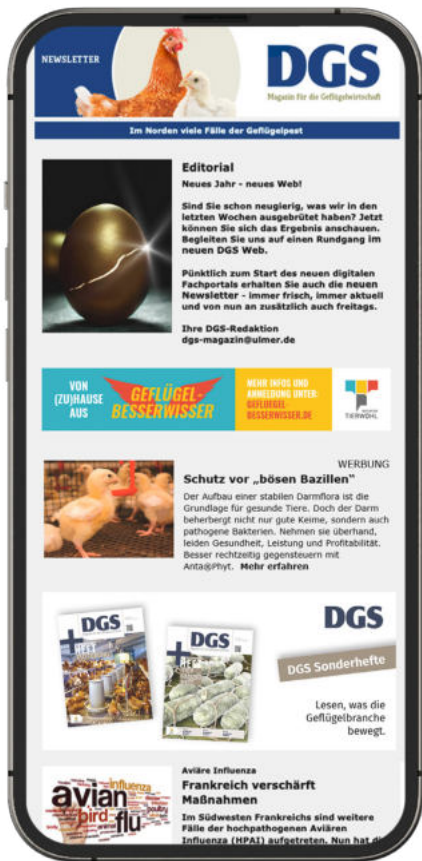 NEWSLETTER
DGS
Magazin für die Geflügelwirtschaft
Im Norden viele Fälle der Geflügelpest
Editorial
Neues Jahr - neues Web!
Sind Sie schon neugierig, was wir in den
letzten Wochen ausgebrütet haben? Jetzt
können Sie sich das Ergebnis anschauen.
Begleiten Sie uns auf einen Rundgang im
neuen DGS Web.
Pünktlich zum Start des neuen digitalen
Fachportals erhalten Sie auch die neuen
Newsletter - immer frisch, immer aktuell
und von nun an zusätzlich auch freitags.
Ihre DGS-Redaktion
dgs-magazin@ulmer.de
VON
(ZU)HAUSE
AUS
GEFLÜGEL-
BESSERWISSER
MEHR INFOS UND
ANMELDUNG UNTER:
GEFLUEGEL-
BESSERWISSER.DE
TIERWOHL
WERBUNG
Schutz vor „bösen Bazillen“
Der Aufbau einer stabilen Darmflora ist die
Grundlage für gesunde Tiere. Doch der Darm
beherbergt nicht nur gute Keime, sondern auch
pathogene Bakterien. Nehmen sie überhand,
leiden Gesundheit, Leistung und Profitabilität.
Besser rechtzeitig gegensteuern mit
Anta®Phyt. Mehr erfahren
DGS
DGS
DGS
DGS Sonderhefte
Lesen, was die
Geflügelbranche
bewegt.
avian
influenza
bird
flu
Aviäre Influenza
Frankreich verschärft
Maßnahmen
Im Südwesten Frankreichs sind weitere
Fälle der hochpathogenen Aviären
Influenza (HPAI) aufgetreten. Nun hat di